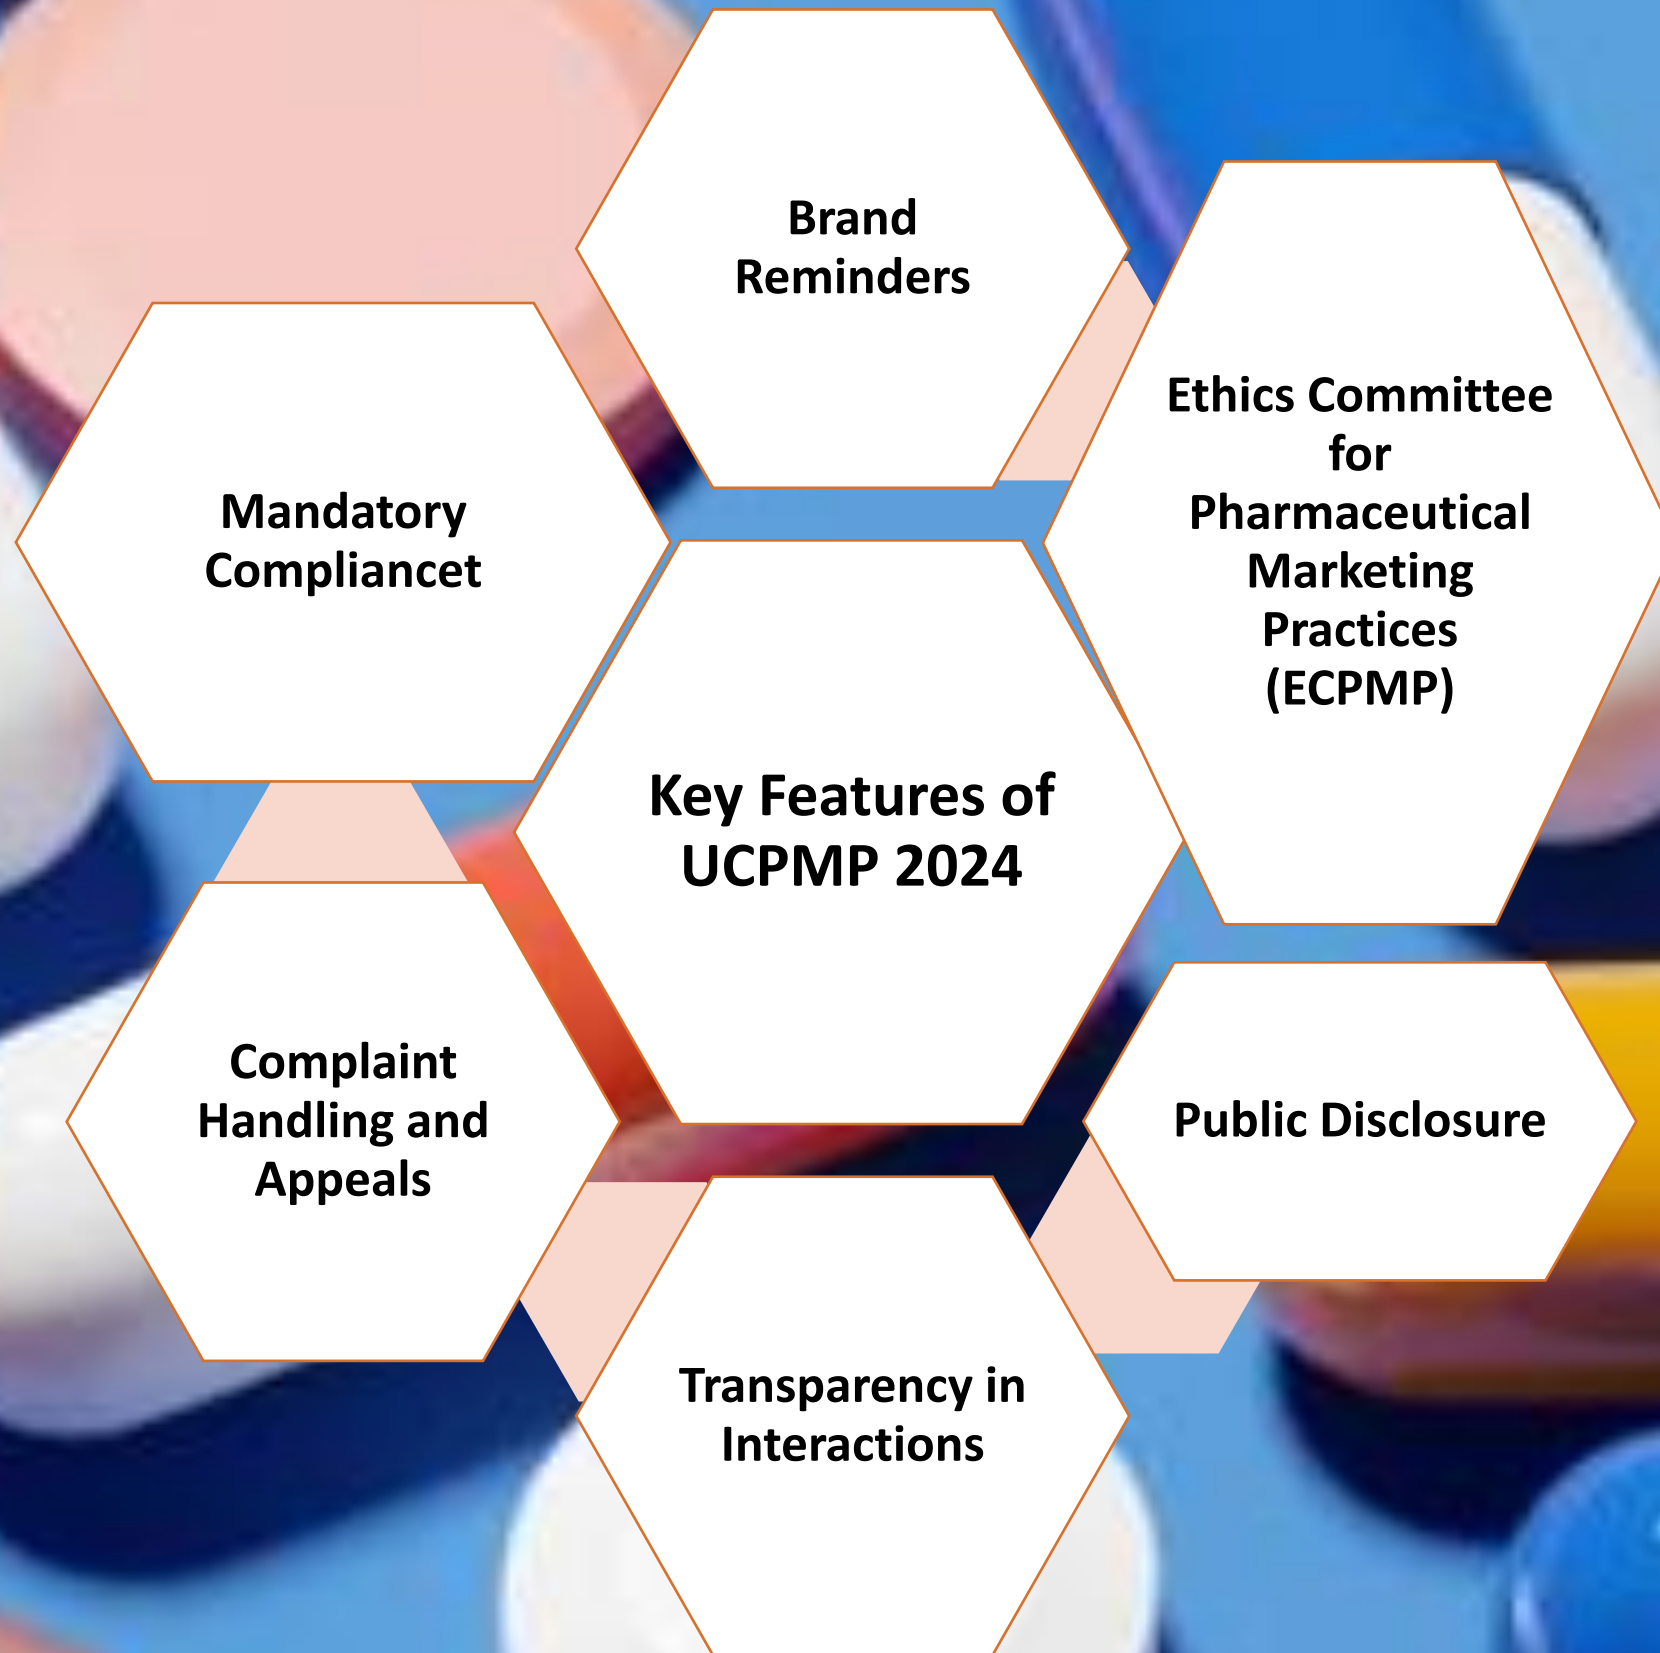 Brand
Reminders
Ethics Committee
for
Pharmaceutical
Marketing
Practices
(ECPMP)
Mandatory
Compliancet
Key Features of
UCPMP 2024
Complaint
Handling and
Appeals
Public Disclosure
Transparency in
Interactions